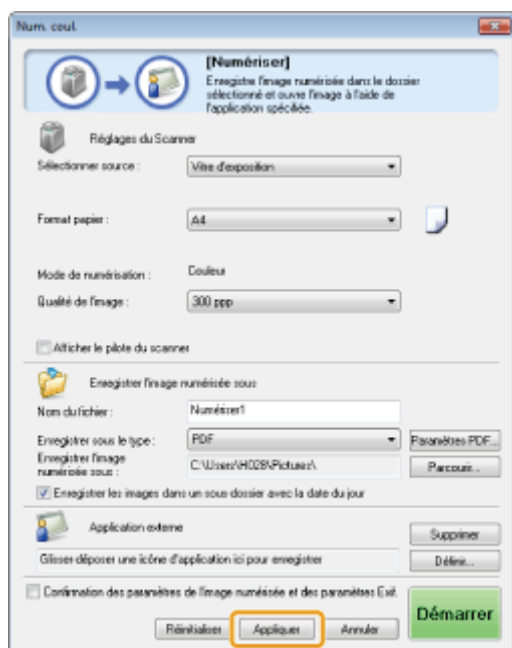 Num. coul.
[Numériser]
Enregistre l'image numérisée dans le dossier
sélectionné et ouvre l'image à l'aide de
l'application spécifiée.
Réglages du Scanner
Sélectionner source : Vitre d'exposition
Format papier : A4
Mode de numérisation : Couleur
Qualité de l'image : 300 ppp
Afficher le pilote du scanner
Enregistrer l'image numérisée sous
Nom du fichier : Numériser1
Enregistrer sous le type : PDF Paramètres PDF...
Enregistrer l'image
numérisée sous : C:\Users\H028\Pictures\ Parcourir...
Enregistrer les images dans un sous dossier avec la date du jour
Application externe Supprimer
Glisser déposer une icône d'application ici pour enregistrer Définir...
Confirmation des paramètres de l'image numérisée et des paramètres Exif.
Démarrer
Réinitialiser Appliquer Annuler